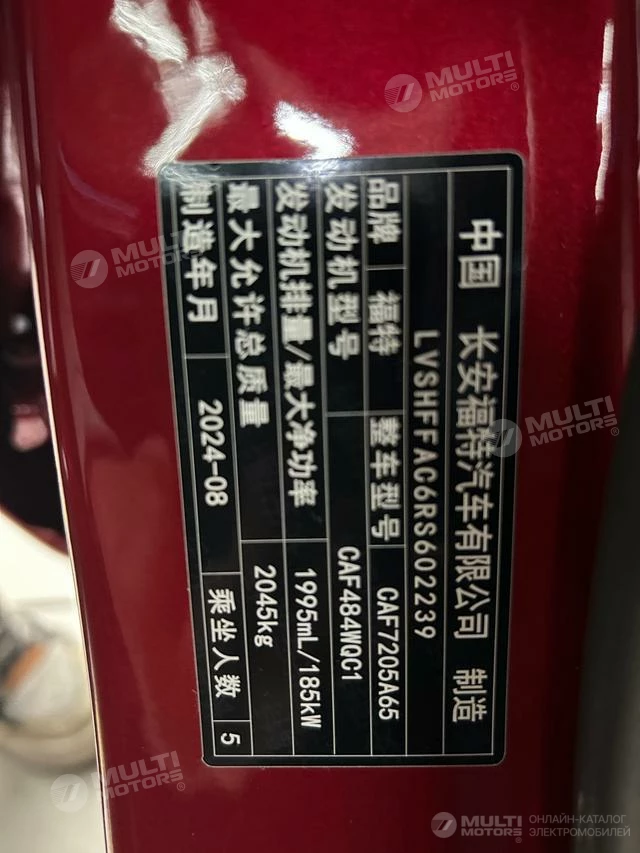 中国 长安福特汽车有限公司 制造
LVSHFFAC6RS602239
品牌 福特 整车型号 CAF7205A65
发动机型号 CAF484WQC1
发动机排量/最大净功率 1995mL/185kW
最大允许总质量 2045kg
制造年月 2024-08 乘坐人数 5
MULTI
MOTORS®
MULTI
MOTORS
MULTI
MOTORS®
MULTI
MOTORS®
MULTI
MOTORS®
ОНЛАЙН-КАТАЛОГ
ЭЛЕКТРОМОБИЛЕЙ